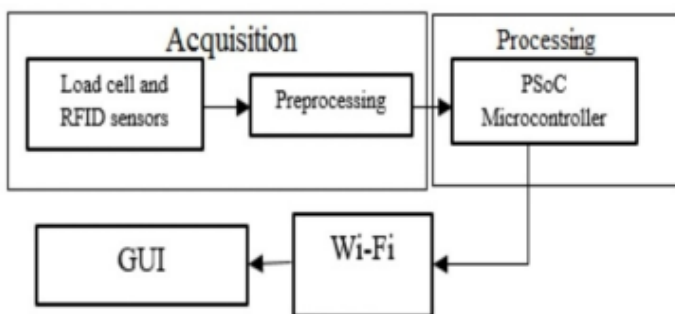 Acquisition
Load cell and
RFID sensors
Preprocessing
Processing
PSoC
Microcontroller
Wi-Fi
GUI